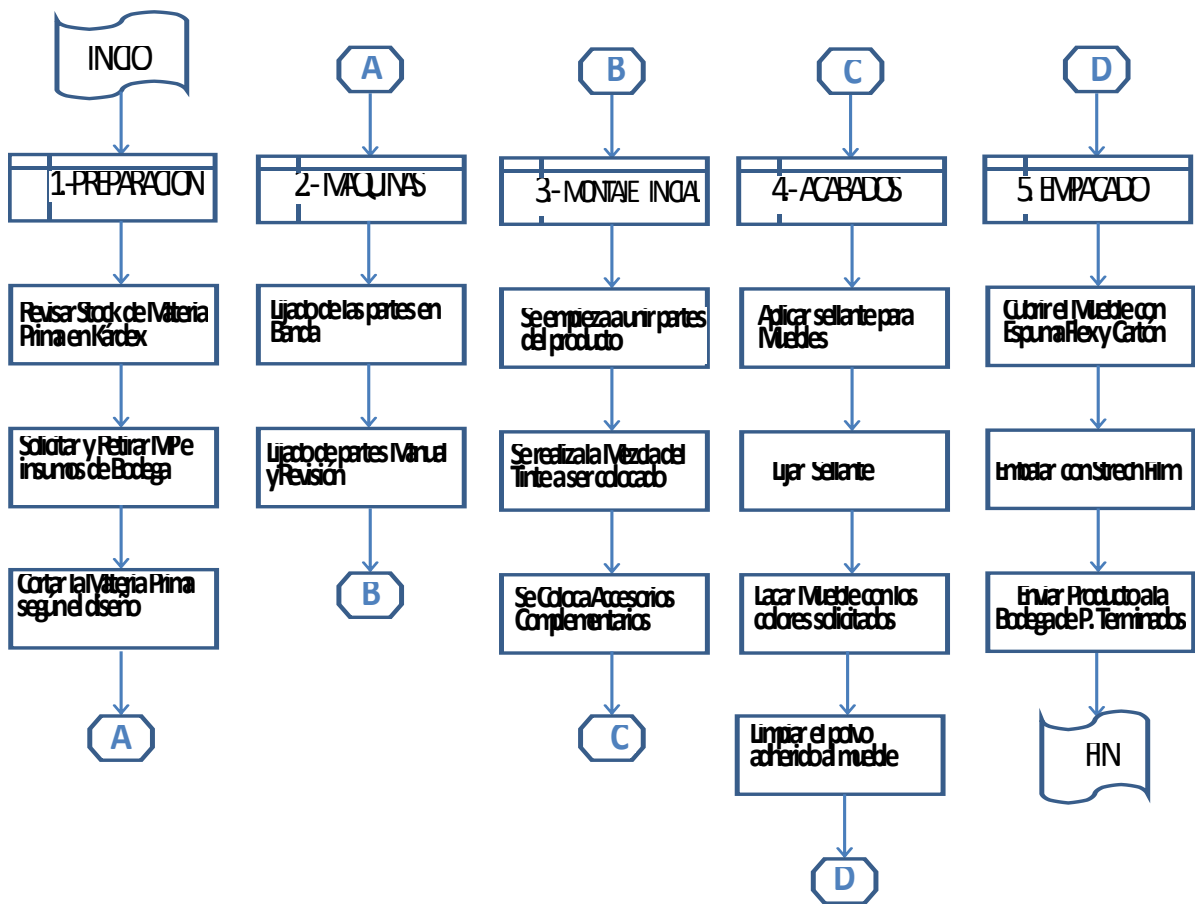 INICIO
1.-PREPARACION
Revisar Stock de Materia
Prima en Kárdex
Solicitar y Retirar MP e
insumos de Bodega
Cortar la Materia Prima
según el diseño
A
A
2.- MAQUINAS
Lijado de las partes en
Banda
Lijado de partes Manual
y Revisión
B
B
3.- MONTAJE INICIAL
Se empieza a unir partes
del producto
Se realiza la Mezcla del
Tinte a ser colocado
Se Coloca Accesorios
Complementarios
C
C
4.- ACABADOS
Aplicar sellante para
Muebles
Lijar Sellante
Lacar Mueble con los
colores solicitados
Limpiar el polvo
adherido al mueble
D
D
5. EMPACADO
Cubrir el Mueble con
Espuma Flex y Cartón
Embalar con Strech Film
Enviar Producto a la
Bodega de P. Terminados
FIN